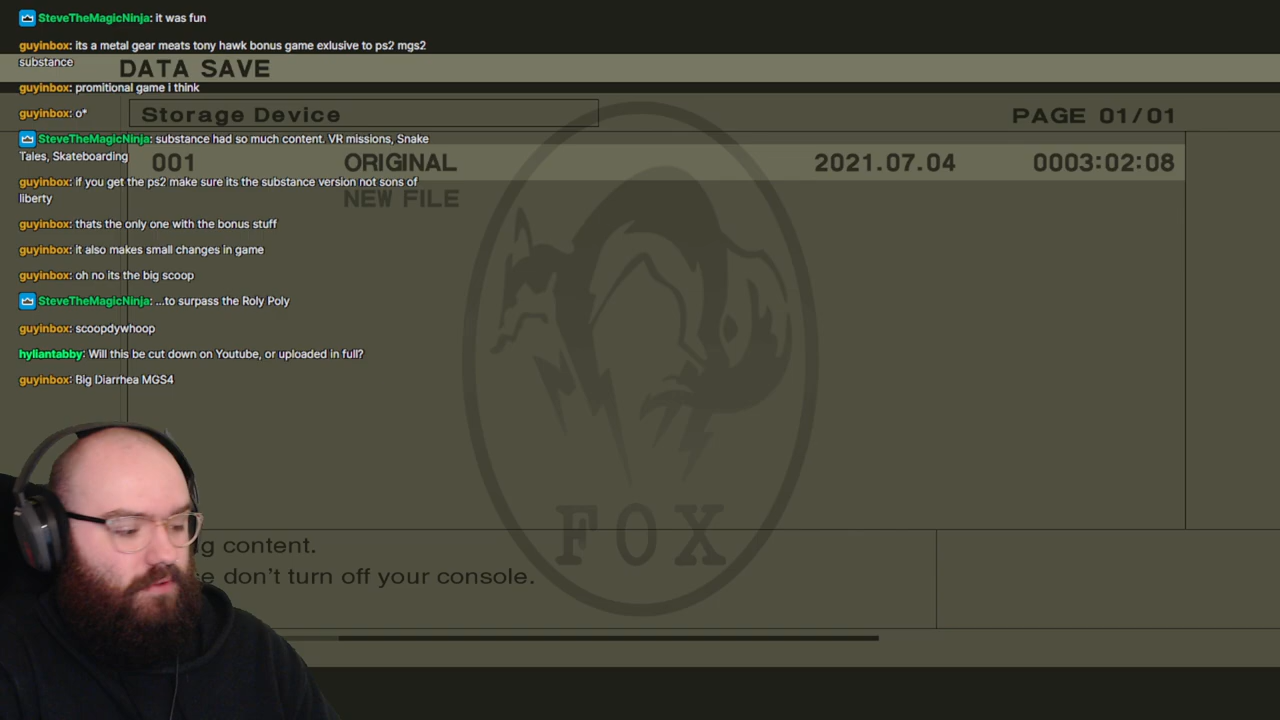 SteveTheMagicNinja: it was fun
guyinbox: its a metal gear meats tony hawk bonus game exlusive to ps2 mgs2
substance
DATA SAVE
guyinbox: promitional game i think
guyinbox: o*
Storage Device
PAGE 01/01
SteveTheMagicNinja: substance had so much content. VR missions, Snake
Tales, Skateboarding
001 ORIGINAL 2021.07.04 0003:02:08
guyinbox: if you get the ps2 make sure its the substance version not sons of
liberty
NEW FILE
guyinbox: thats the only one with the bonus stuff
guyinbox: it also makes small changes in game
guyinbox: oh no its the big scoop
SteveTheMagicNinja: ...to surpass the Roly Poly
guyinbox: scoopdywhoop
hyliantabby: Will this be cut down on Youtube, or uploaded in full?
guyinbox: Big Diarrhea MGS4
FOX
g content.
e don't turn off your console.